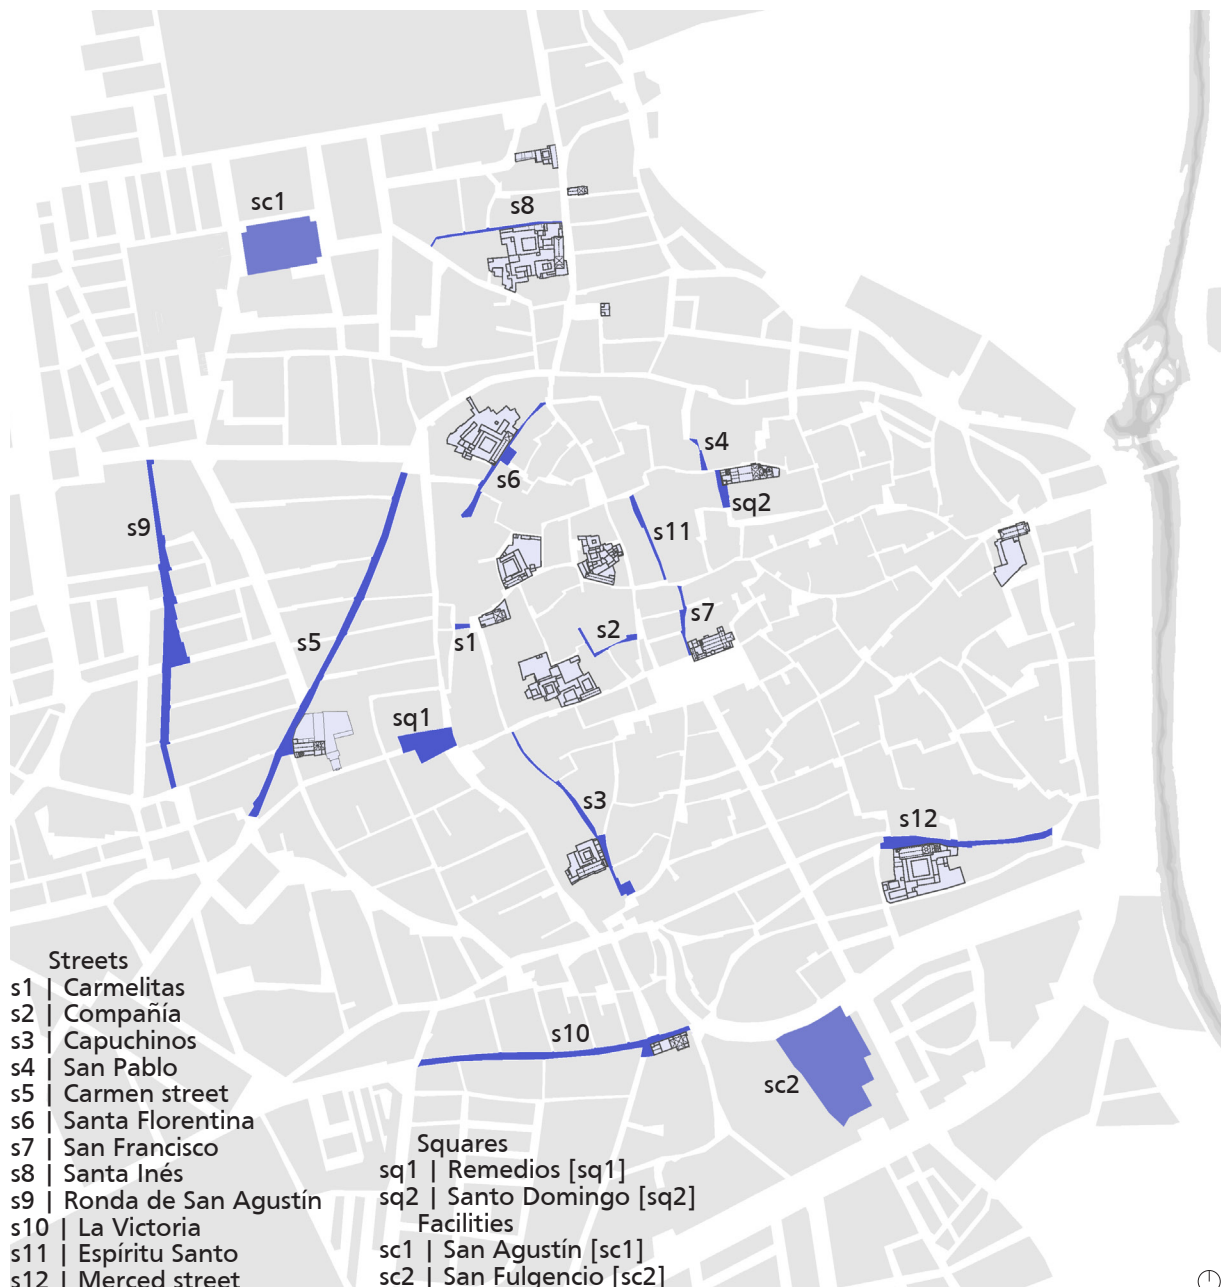 sc1
s8
s4
s6
sq2
s9
s11
s5
s1
s2
s7
sq1
s3
s12
s10
sc2
Streets
s1 | Carmelitas
s2 | Compañía
s3 | Capuchinos
s4 | San Pablo
s5 | Carmen street
s6 | Santa Florentina
s7 | San Francisco
s8 | Santa Inés
s9 | Ronda de San Agustín
s10 | La Victoria
s11 | Espíritu Santo
s12 | Merced street
Squares
sq1 | Remedios [sq1]
sq2 | Santo Domingo [sq2]
Facilities
sc1 | San Agustín [sc1]
sc2 | San Fulgencio [sc2]